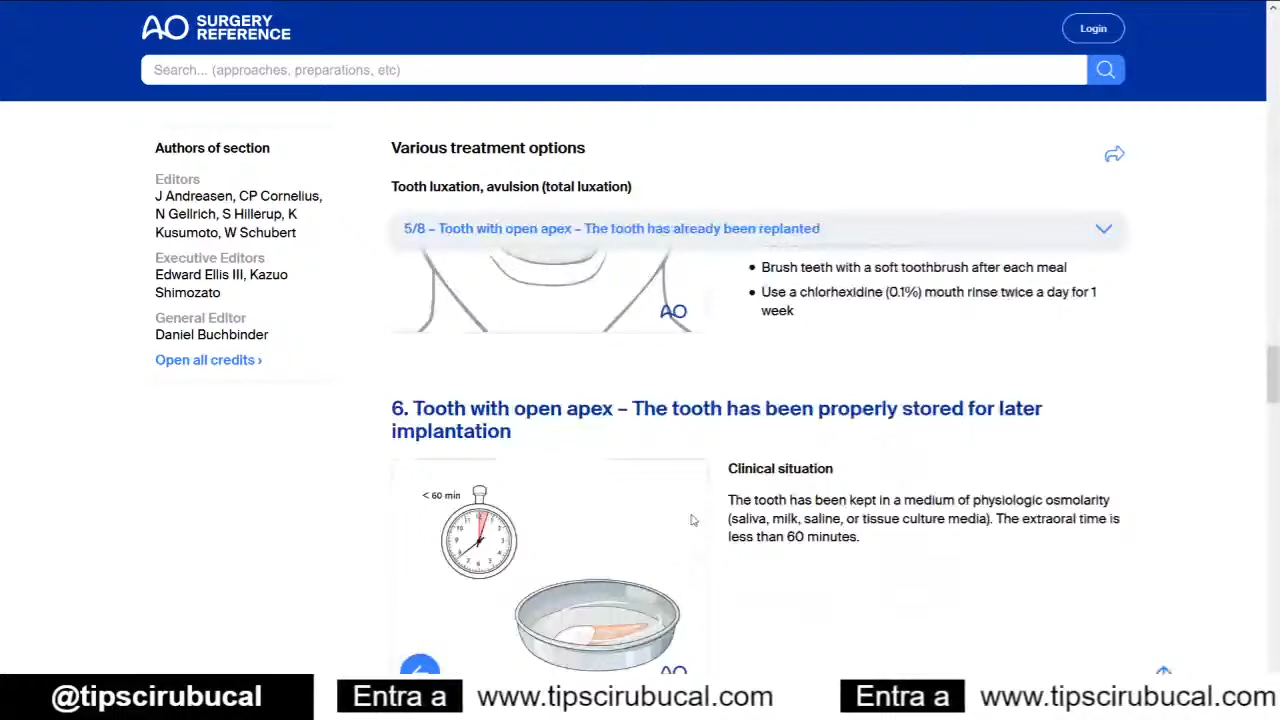 AO SURGERY
REFERENCE
Login
Search... (approaches, preparations, etc)
Authors of section
Editors
J Andreasen, CP Cornelius,
N Gellrich, S Hillerup, K
Kusumoto, W Schubert
Executive Editors
Edward Ellis III, Kazuo
Shimozato
General Editor
Daniel Buchbinder
Open all credits ›
Various treatment options
Tooth luxation, avulsion (total luxation)
5/8 – Tooth with open apex – The tooth has already been replanted
• Brush teeth with a soft toothbrush after each meal
• Use a chlorhexidine (0.1%) mouth rinse twice a day for 1
week
AO
6. Tooth with open apex – The tooth has been properly stored for later
implantation
< 60 min
Clinical situation
The tooth has been kept in a medium of physiologic osmolarity
(saliva, milk, saline, or tissue culture media). The extraoral time is
less than 60 minutes.
AO
@tipscirubucal
Entra a www.tipscirubucal.com
Entra a www.tipscirubucal.com